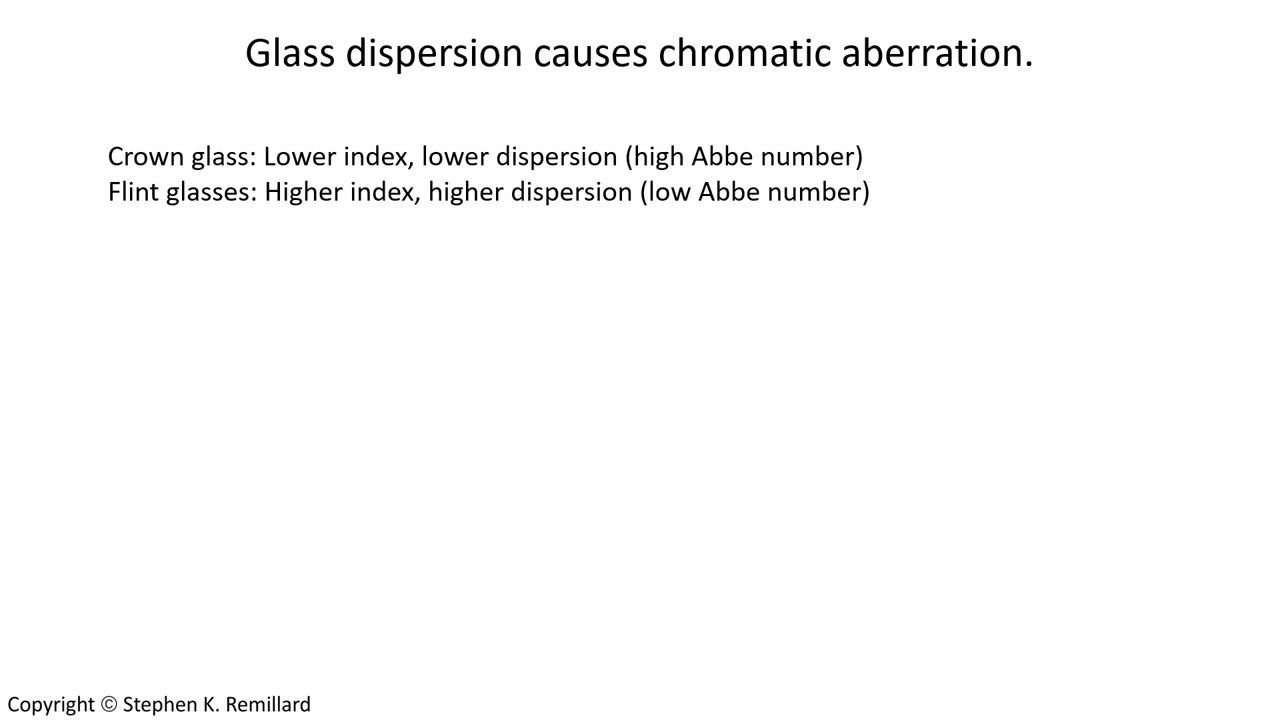 Glass dispersion causes chromatic aberration.
Crown glass: Lower index, lower dispersion (high Abbe number)
Flint glasses: Higher index, higher dispersion (low Abbe number)
Copyright © Stephen K. Remillard